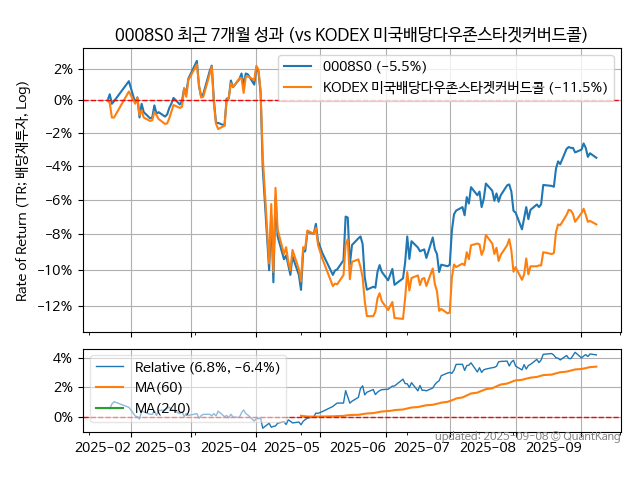 0008S0 최근 7개월 성과 (vs KODEX 미국배당다우존스타겟커버드콜)
Rate of Return (TR: 배당재투자, Log)
2%
0%
−2%
−4%
−6%
−8%
−10%
−12%
0008S0 (−5.5%)
KODEX 미국배당다우존스타겟커버드콜 (−11.5%)
4%
2%
0%
Relative (6.8%, −6.4%)
MA(60)
MA(240)
2025−02 2025−03 2025−04 2025−05 2025−06 2025−07 2025−08 2025−09
updated: 2025-09-08 © QuantKang